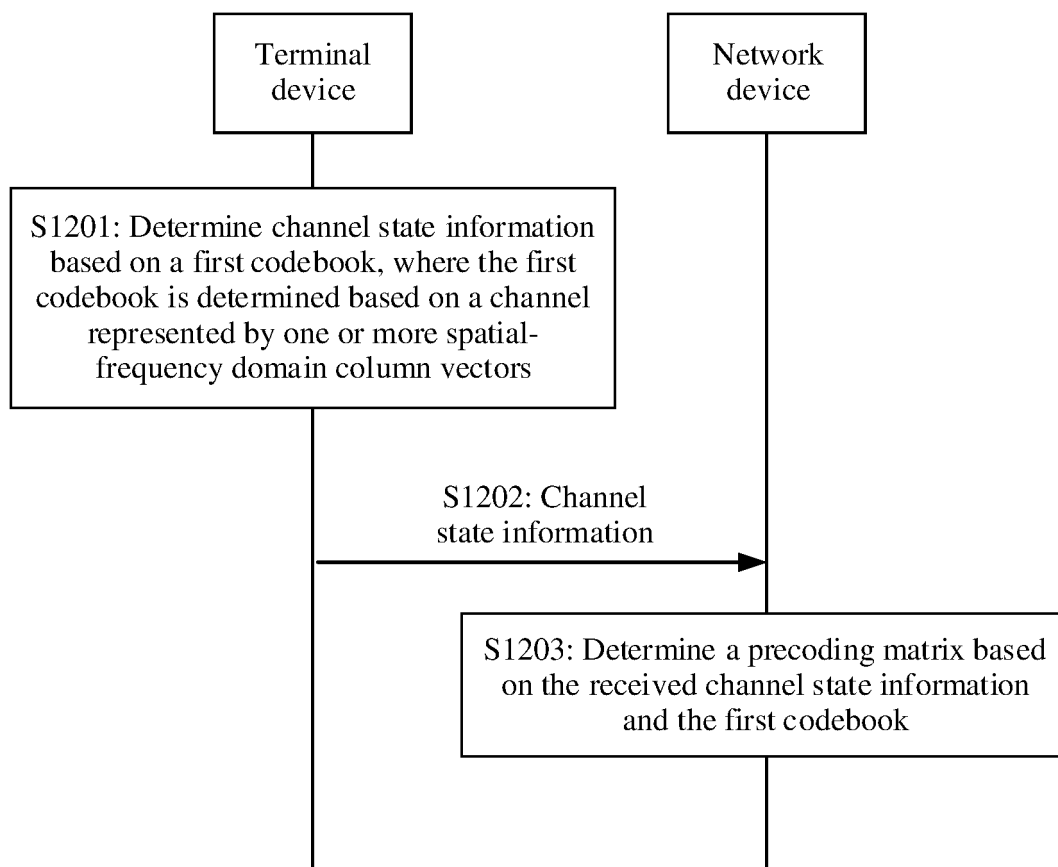 Terminal
device
Network
device
S1201: Determine channel state information
based on a first codebook, where the first
codebook is determined based on a channel
represented by one or more spatial-
frequency domain column vectors
S1202: Channel
state information
S1203: Determine a precoding matrix based
on the received channel state information
and the first codebook